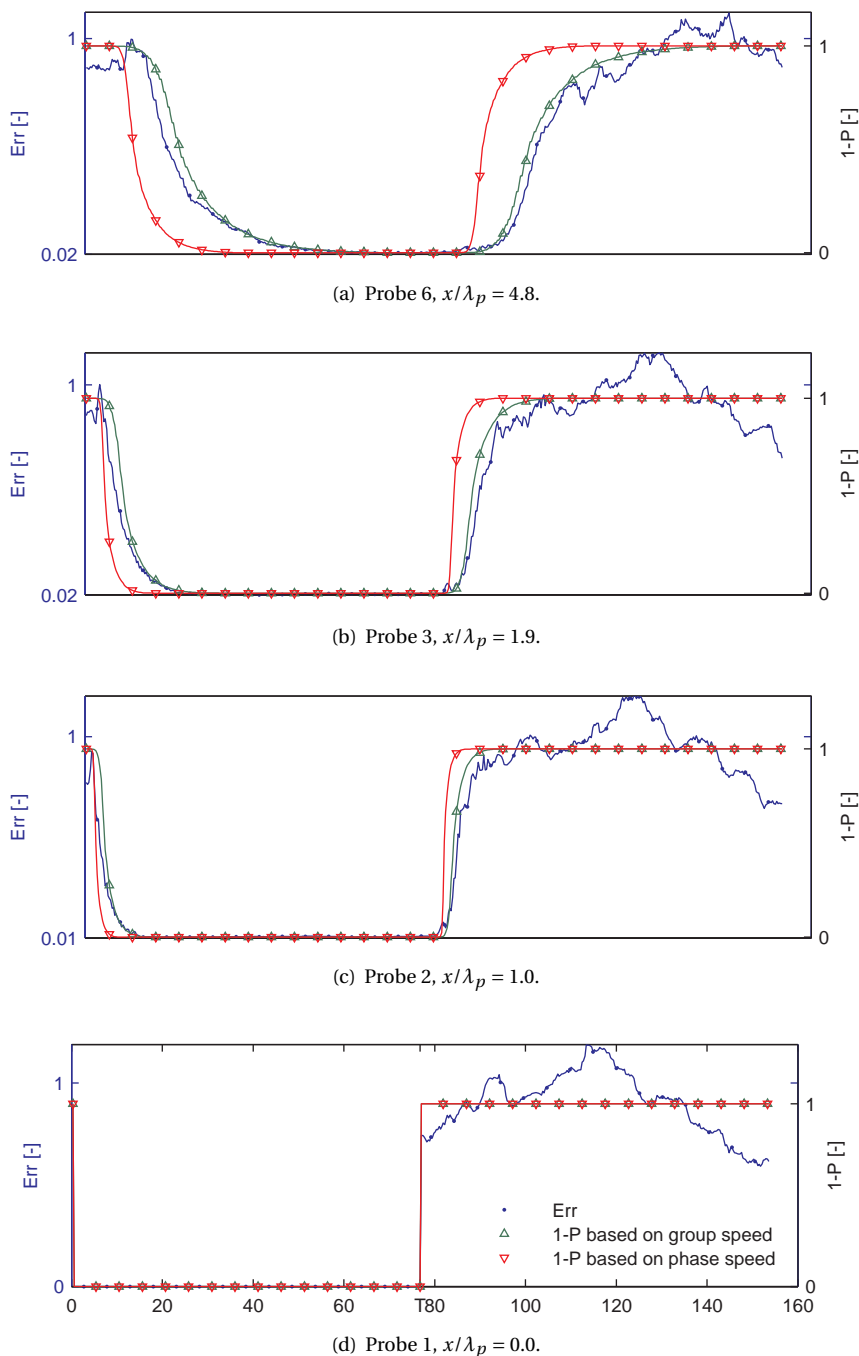 1
Err [-]
0.02
1
1-P [-]
0
(a) Probe 6, x/λp = 4.8.
1
Err [-]
0.02
1
1-P [-]
0
(b) Probe 3, x/λp = 1.9.
1
Err [-]
0.01
1
1-P [-]
0
(c) Probe 2, x/λp = 1.0.
1
Err [-]
0
1
1-P [-]
0
Err
1-P based on group speed
1-P based on phase speed
0 20 40 60 T80 100 120 140 160
(d) Probe 1, x/λp = 0.0.